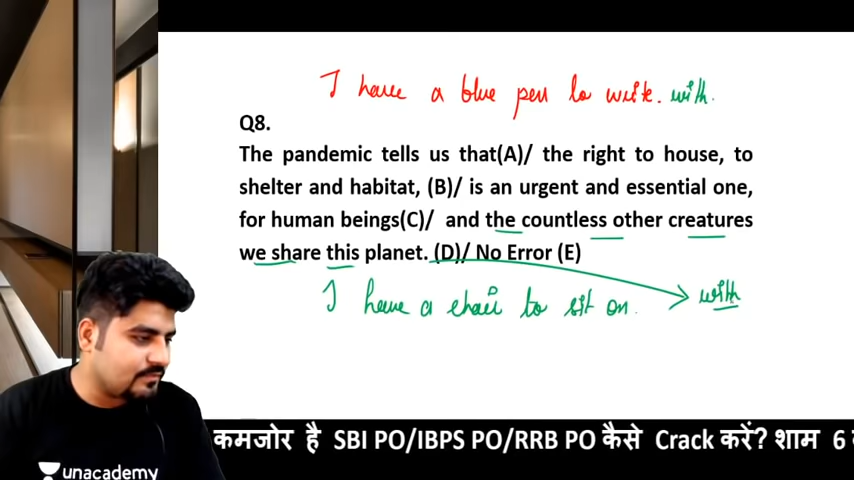 I have a blue pen to write. with.
Q8.
The pandemic tells us that(A)/ the right to house, to
shelter and habitat, (B)/ is an urgent and essential one,
for human beings(C)/ and the countless other creatures
we share this planet. (D)/ No Error (E)
I have a chair to sit on. with
unacademy
कमजोर है SBI PO/IBPS PO/RRB PO कैसे Crack करें? शाम 6